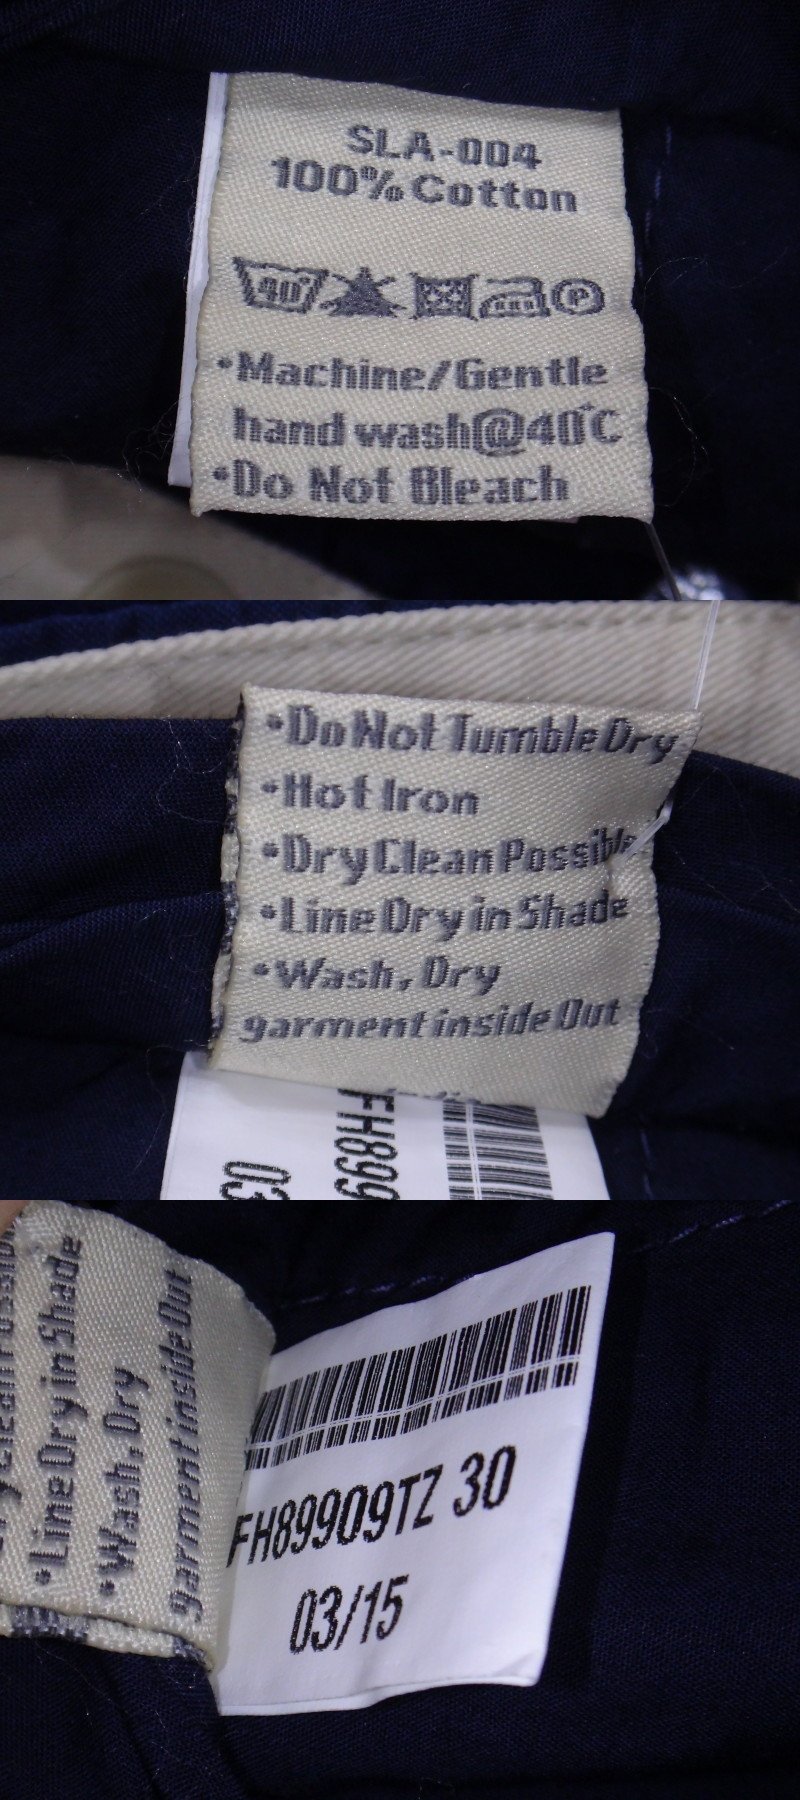 SLA-004
100% Cotton
40°
P
•Machine/Gentle
hand wash@40°C
•Do Not Bleach
•Do Not Tumble Dry
•Hot Iron
•Dry Clean Possible
•Line Dry in Shade
•Wash, Dry
garment inside Out
FH899
03
•Line Dry in Shade
•Wash, Dry
garment inside Out
FH89909TZ 30
03/15